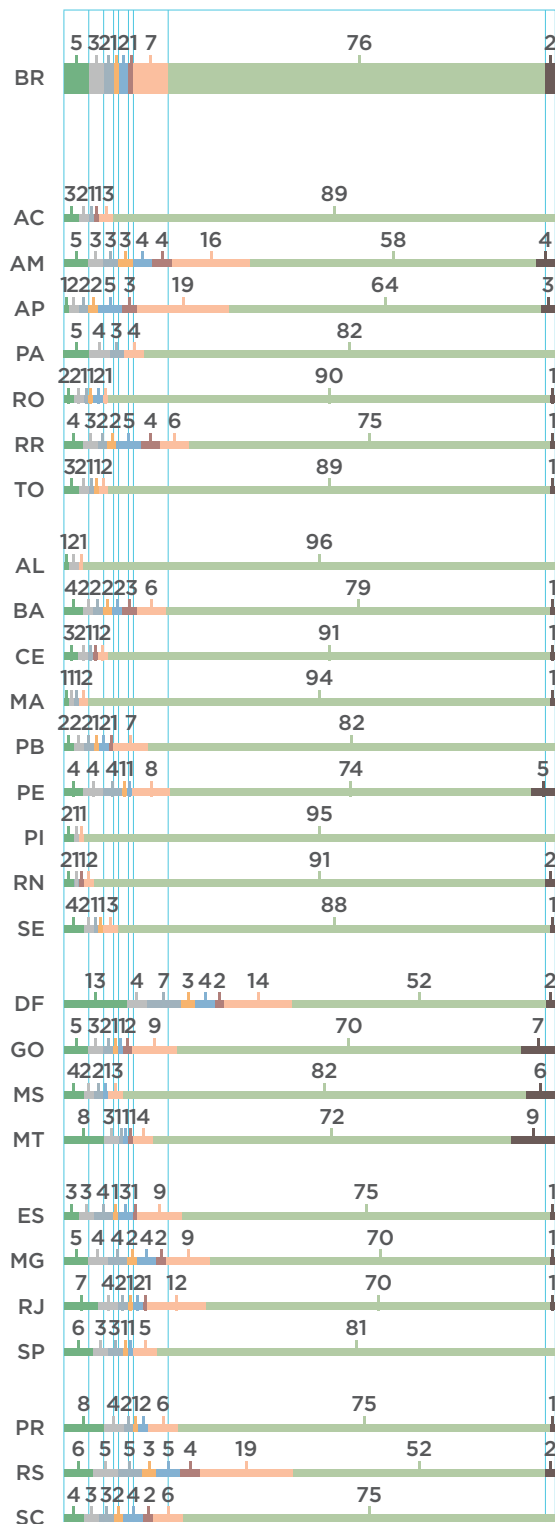 5 3 2 1 2 1 7 76 2
BR
3 2 1 1 3 89
AC
5 3 3 3 4 4 16 58 4
AM
1 2 2 2 5 3 19 64 3
AP
5 4 3 4 82
PA
2 2 1 1 2 1 90 1
RO
4 3 2 2 5 4 6 75 1
RR
3 2 1 1 2 89 1
TO
1 2 1 96
AL
4 2 2 2 2 3 6 79 1
BA
3 2 1 1 2 91 1
CE
1 1 1 2 94 1
MA
2 2 2 1 2 1 7 82
PB
4 4 4 1 1 8 74 5
PE
2 1 1 95
PI
2 1 1 2 91 2
RN
4 2 1 1 3 88 1
SE
13 4 7 3 4 2 14 52 2
DF
5 3 2 1 1 2 9 70 7
GO
4 2 2 1 3 82 6
MS
8 3 1 1 1 4 72 9
MT
3 3 4 1 3 1 9 75 1
ES
5 4 4 2 4 2 9 70 1
MG
7 4 2 1 2 1 12 70 1
RJ
6 3 3 1 1 5 81
SP
8 4 2 1 2 6 75 1
PR
6 5 5 3 5 4 19 52 2
RS
4 3 3 2 4 2 6 75
SC